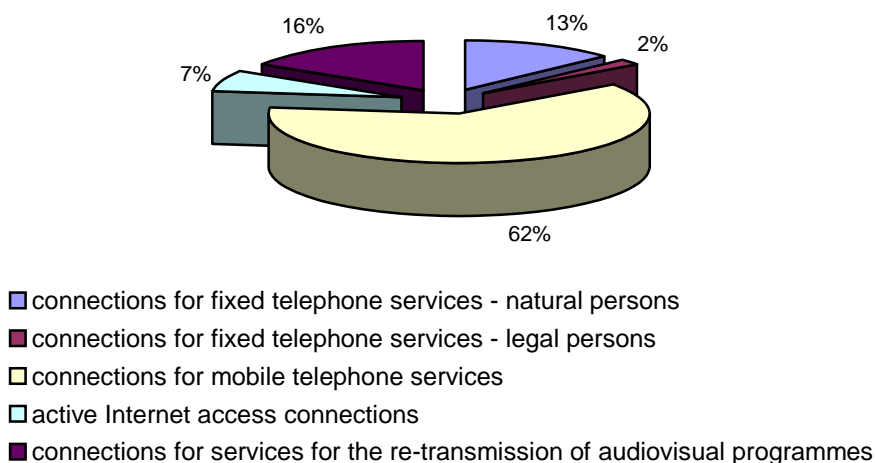 16%
13%
2%
7%
62%
connections for fixed telephone services - natural persons
connections for fixed telephone services - legal persons
connections for mobile telephone services
active Internet access connections
connections for services for the re-transmission of audiovisual programmes